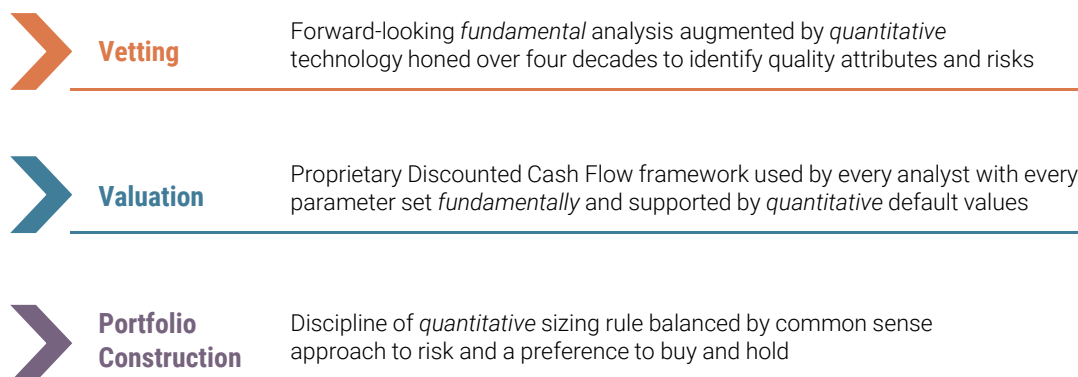 Vetting
Forward-looking fundamental analysis augmented by quantitative
technology honed over four decades to identify quality attributes and risks
Valuation
Proprietary Discounted Cash Flow framework used by every analyst with every
parameter set fundamentally and supported by quantitative default values
Portfolio
Construction
Discipline of quantitative sizing rule balanced by common sense
approach to risk and a preference to buy and hold